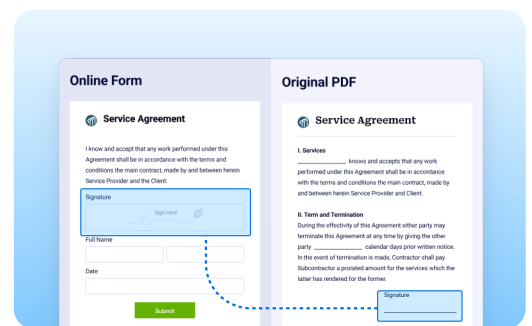 Online Form
Service Agreement
I know and accept that any work performed under this
Agreement shall be in accordance with the terms and
conditions the main contract, made by and between herein
Service Provider and the Client.
Signature
Sign Here
Full Name
Date
Submit
Original PDF
Service Agreement
I. Services
______________ knows and accepts that any work
performed under this Agreement shall be in accordance
with the terms and conditions the main contract, made by
and between herein Service Provider and Client.
II. Term and Termination
During the effectivity of this Agreement either party may
terminate this Agreement at any time by giving the other
party ______________ calendar days prior written notice.
In the event of termination is made, Contractor shall pay
Subcontractor a prorated amount for the services which the
latter has rendered for the former.
Signature